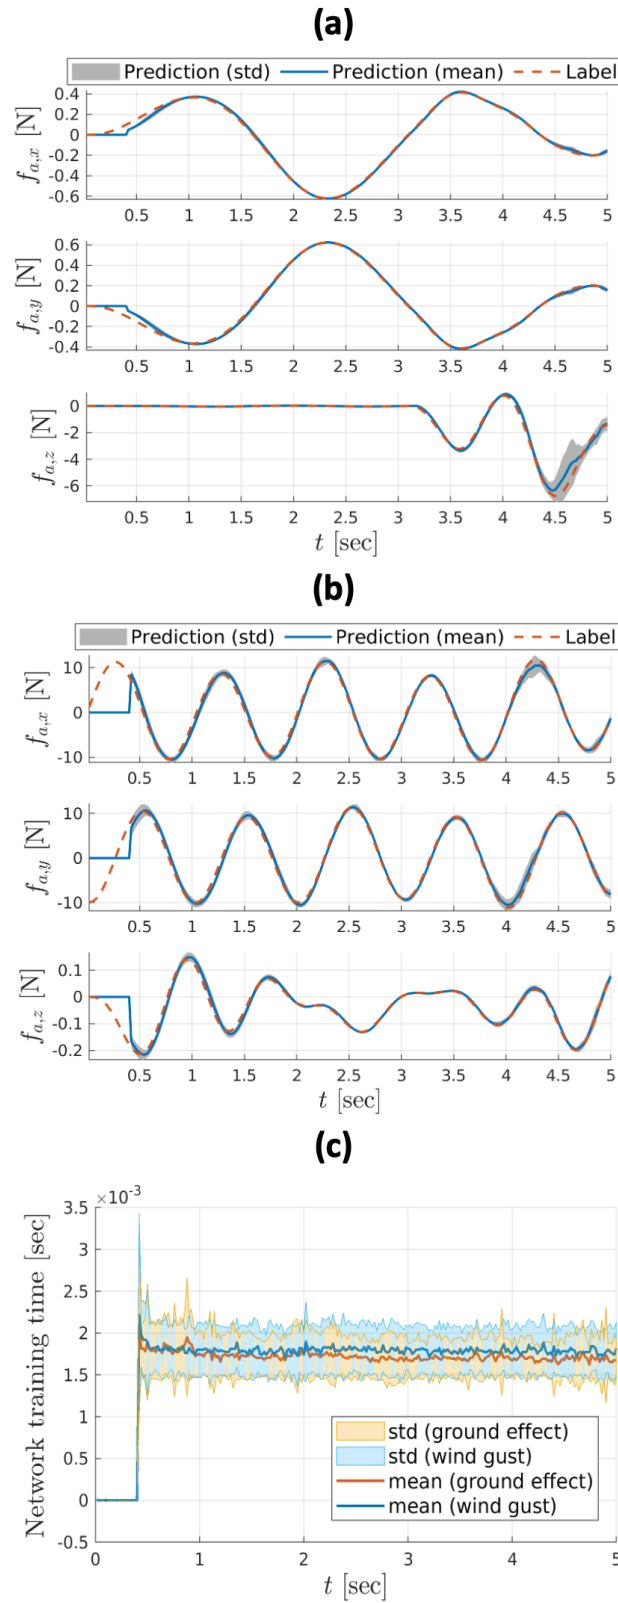 (a)
Prediction (std) Prediction (mean) Label
f_{a,x} [N]
0.4
0.2
0
-0.2
-0.4
-0.6
0.5 1 1.5 2 2.5 3 3.5 4 4.5 5
f_{a,y} [N]
0.6
0.4
0.2
0
-0.2
-0.4
0.5 1 1.5 2 2.5 3 3.5 4 4.5 5
f_{a,z} [N]
0
-2
-4
-6
0.5 1 1.5 2 2.5 3 3.5 4 4.5 5
t [sec]
(b)
Prediction (std) Prediction (mean) Label
f_{a,x} [N]
10
0
-10
0.5 1 1.5 2 2.5 3 3.5 4 4.5 5
f_{a,y} [N]
10
0
-10
0.5 1 1.5 2 2.5 3 3.5 4 4.5 5
f_{a,z} [N]
0.1
0
-0.1
-0.2
0.5 1 1.5 2 2.5 3 3.5 4 4.5 5
t [sec]
(c)
×10⁻³
Network training time [sec]
3.5
3
2.5
2
1.5
1
0.5
0
-0.5
std (ground effect)
std (wind gust)
mean (ground effect)
mean (wind gust)
0 1 2 3 4 5
t [sec]